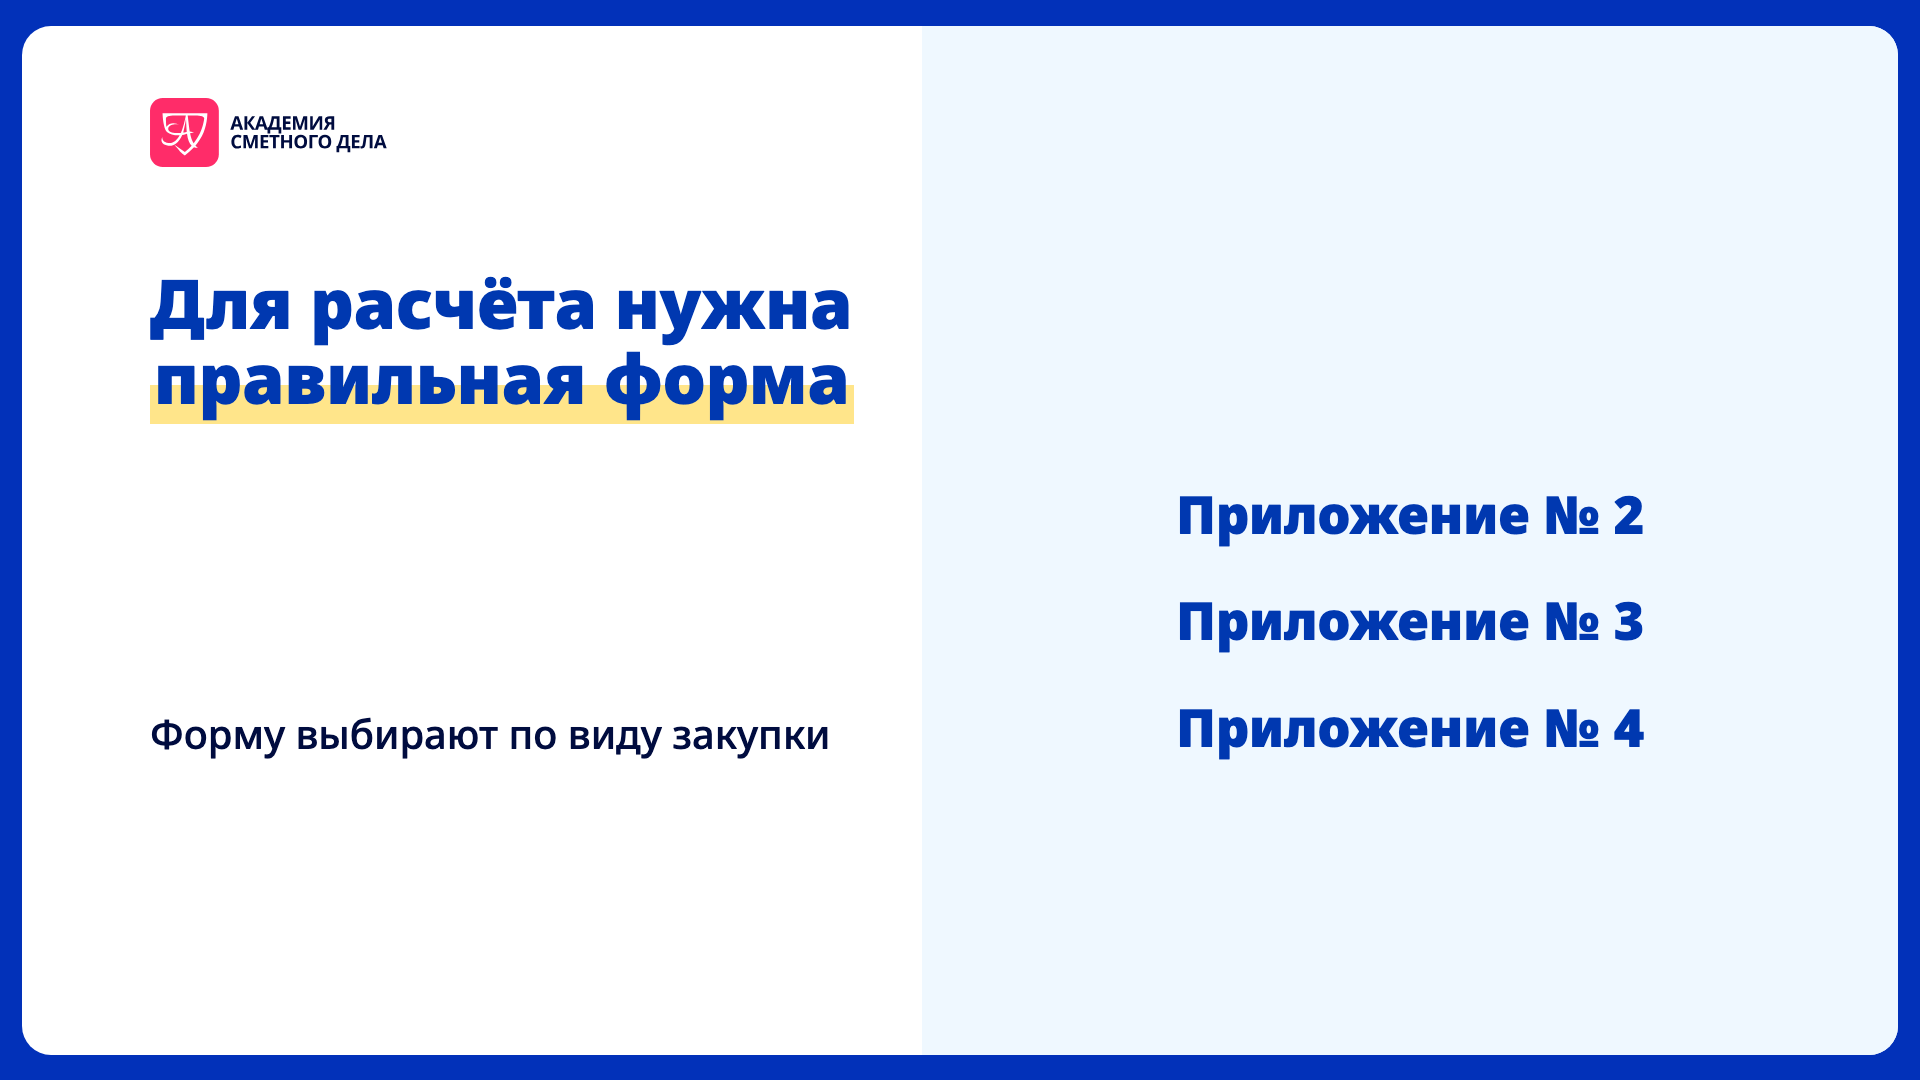 АКАДЕМИЯ
СМЕТНОГО ДЕЛА
Для расчёта нужна
правильная форма
Форму выбирают по виду закупки
Приложение № 2
Приложение № 3
Приложение № 4